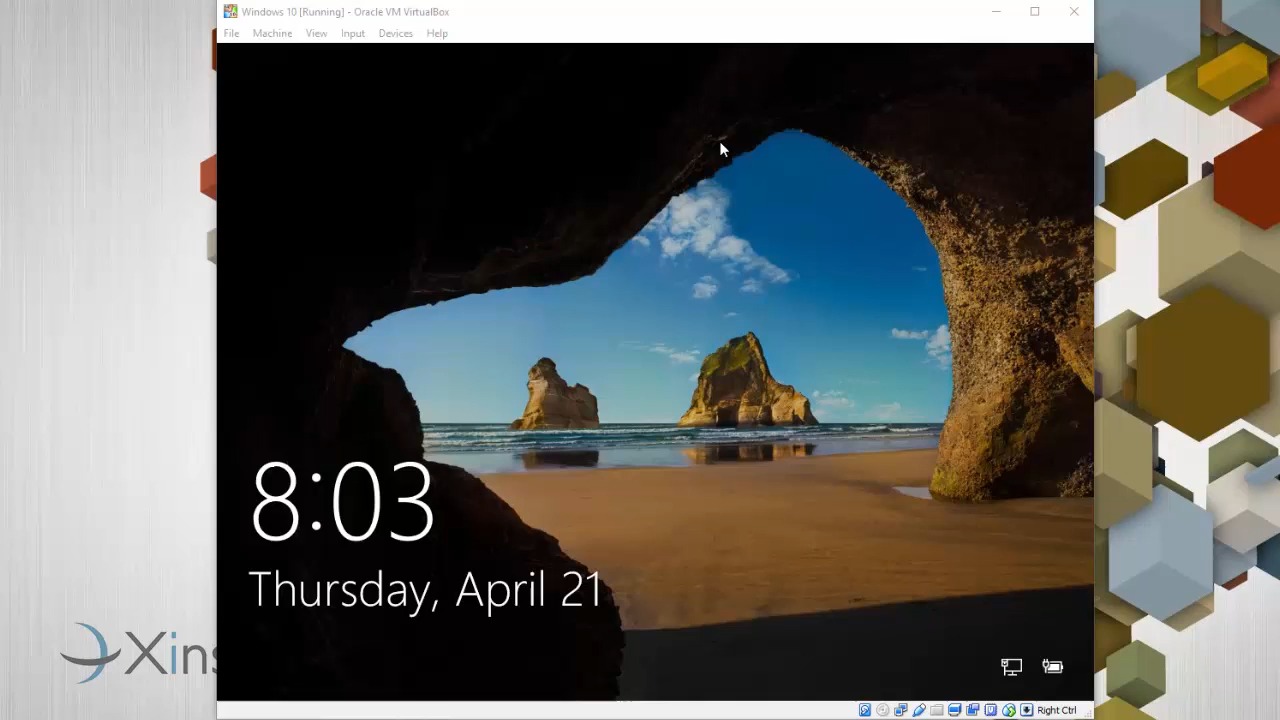 Windows 10 [Running] - Oracle VM VirtualBox
File Machine View Input Devices Help
8:03
Thursday, April 21
Xins
Right Ctrl